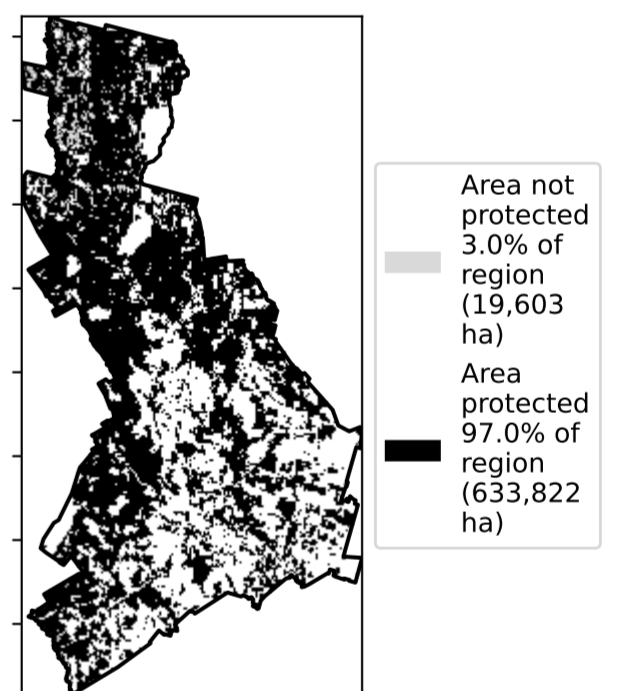 Area not
protected
3.0% of
region
(19,603
ha)
Area
protected
97.0% of
region
(633,822
ha)